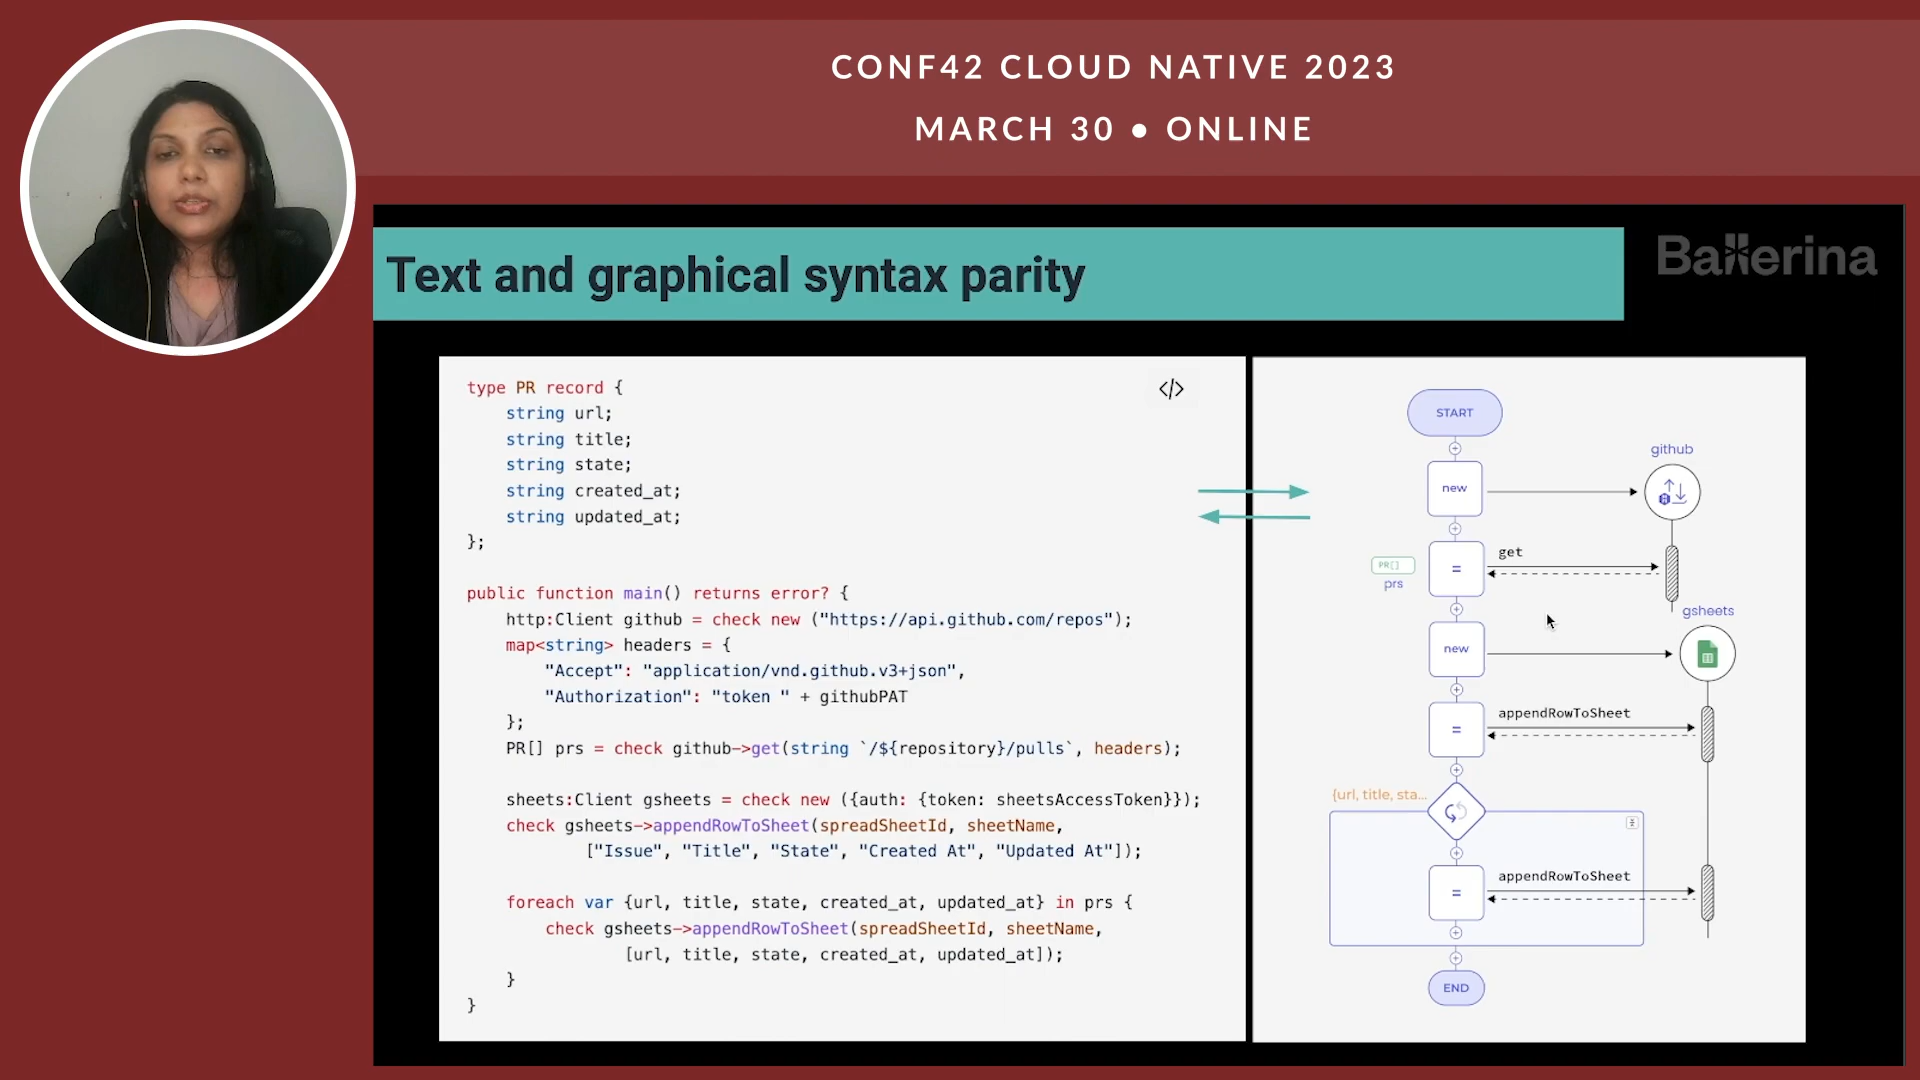 CONF42 CLOUD NATIVE 2023
MARCH 30 • ONLINE
Text and graphical syntax parity
Ballerina
</>
type PR record {
    string url;
    string title;
    string state;
    string created_at;
    string updated_at;
};
public function main() returns error? {
    http:Client github = check new ("https://api.github.com/repos");
    map<string> headers = {
        "Accept": "application/vnd.github.v3+json",
        "Authorization": "token " + githubPAT
    };
    PR[] prs = check github->get(string `/${repository}/pulls`, headers);
    sheets:Client gsheets = check new ({auth: {token: sheetsAccessToken}});
    check gsheets->appendRowToSheet(spreadSheetId, sheetName,
            ["Issue", "Title", "State", "Created At", "Updated At"]);
    foreach var {url, title, state, created_at, updated_at} in prs {
        check gsheets->appendRowToSheet(spreadSheetId, sheetName,
                [url, title, state, created_at, updated_at]);
    }
}
START
github
new
get
PR[]
prs
=
gsheets
new
appendRowToSheet
=
{url, title, sta...
appendRowToSheet
=
END